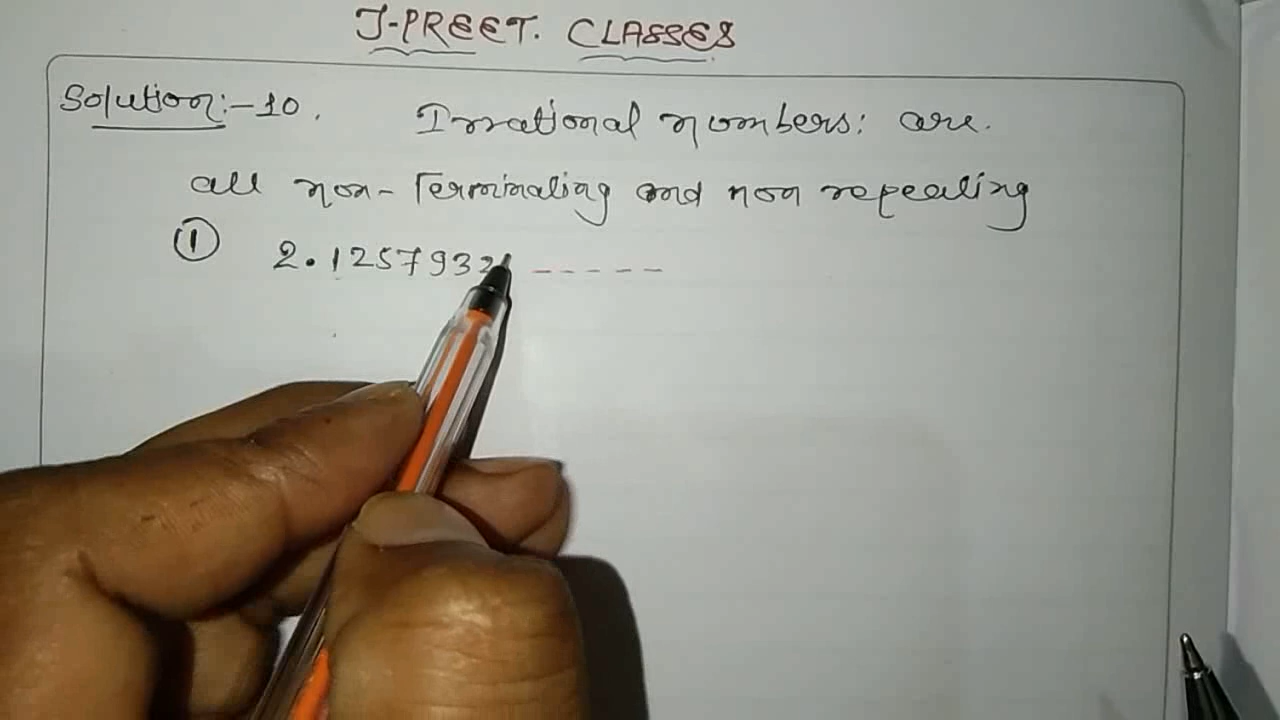 J-PREET. CLASSES
Solution:-10. Irrational numbers: are.
all non-Terminating and non repeating
① 2.1257932 -----